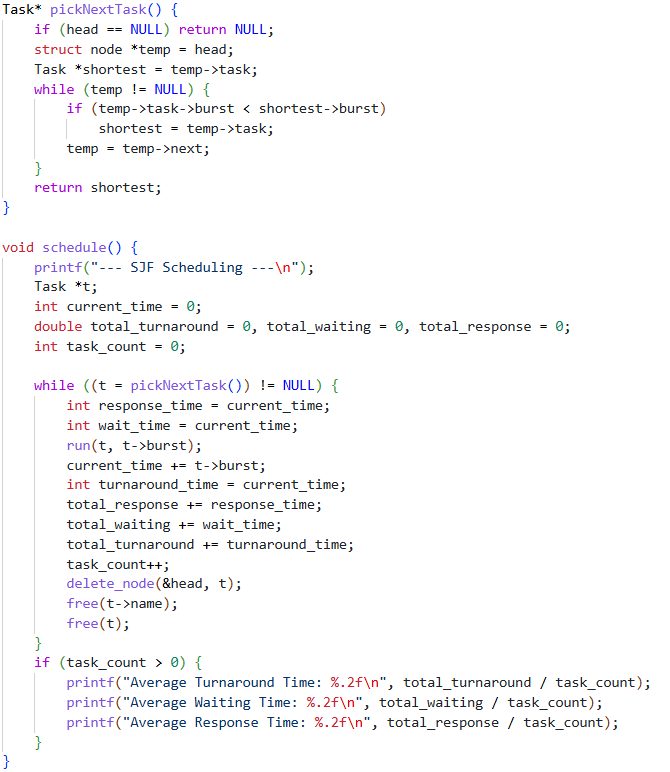 Task* pickNextTask() {
    if (head == NULL) return NULL;
    struct node *temp = head;
    Task *shortest = temp->task;
    while (temp != NULL) {
        if (temp->task->burst < shortest->burst)
            shortest = temp->task;
        temp = temp->next;
    }
    return shortest;
}

void schedule() {
    printf("--- SJF Scheduling ---\n");
    Task *t;
    int current_time = 0;
    double total_turnaround = 0, total_waiting = 0, total_response = 0;
    int task_count = 0;

    while ((t = pickNextTask()) != NULL) {
        int response_time = current_time;
        int wait_time = current_time;
        run(t, t->burst);
        current_time += t->burst;
        int turnaround_time = current_time;
        total_response += response_time;
        total_waiting += wait_time;
        total_turnaround += turnaround_time;
        task_count++;
        delete_node(&head, t);
        free(t->name);
        free(t);
    }
    if (task_count > 0) {
        printf("Average Turnaround Time: %.2f\n", total_turnaround / task_count);
        printf("Average Waiting Time: %.2f\n", total_waiting / task_count);
        printf("Average Response Time: %.2f\n", total_response / task_count);
    }
}